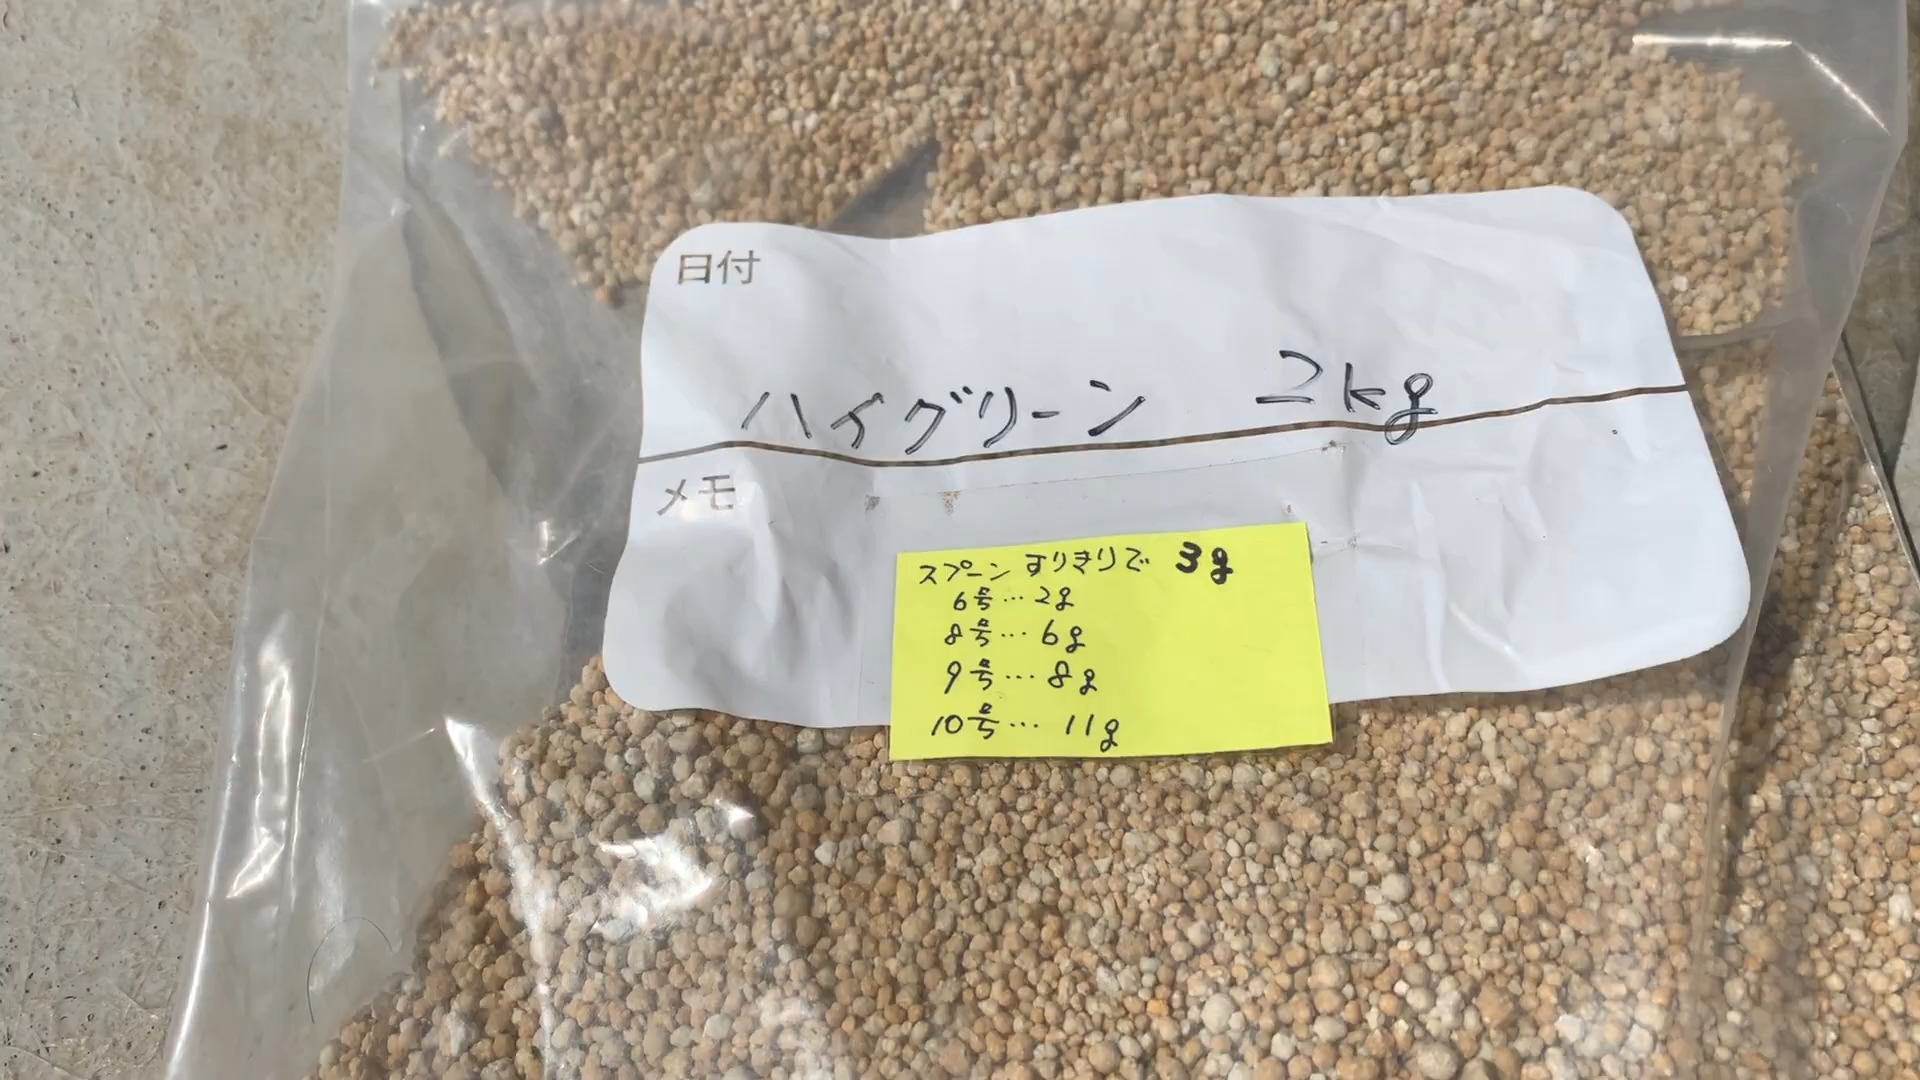 日付
ハイグリーン 2kg
メモ
スプーン すりきりで 3g
6号…2g
8号…6g
9号…8g
10号…11g